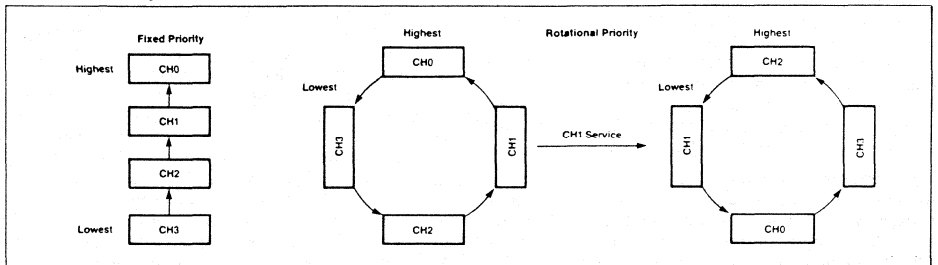 Fixed Priority
Highest
CH0
CH1
CH2
Lowest
CH3
Rotational Priority
Highest
CH0
Lowest
CH3
CH1
CH2
CH1 Service
Highest
CH2
Lowest
CH1
CH3
CH0